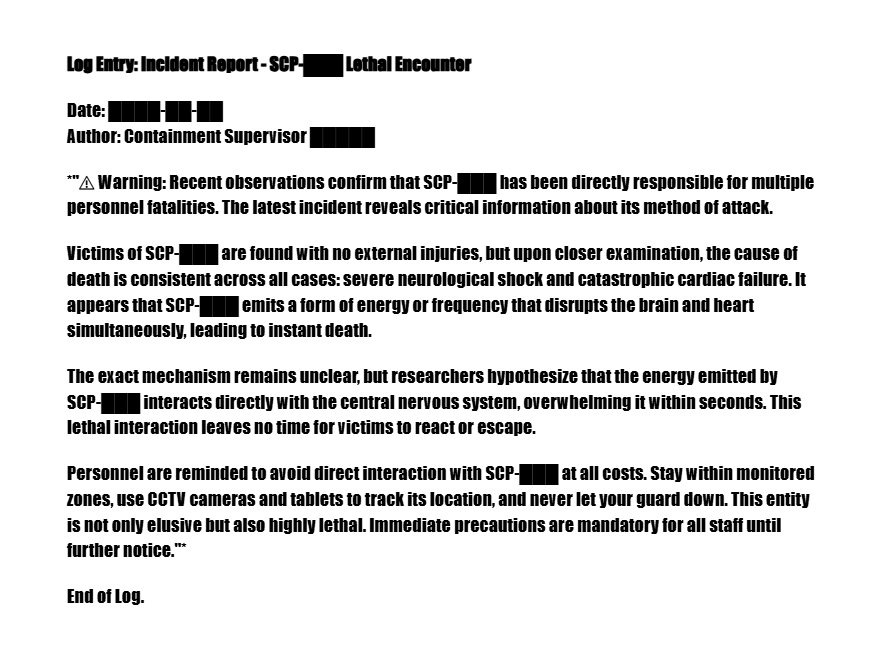 Log Entry: Incident Report - SCP-███ Lethal Encounter
Date: ████-██-██
Author: Containment Supervisor █████
*"⚠ Warning: Recent observations confirm that SCP-███ has been directly responsible for multiple
personnel fatalities. The latest incident reveals critical information about its method of attack.
Victims of SCP-███ are found with no external injuries, but upon closer examination, the cause of
death is consistent across all cases: severe neurological shock and catastrophic cardiac failure. It
appears that SCP-███ emits a form of energy or frequency that disrupts the brain and heart
simultaneously, leading to instant death.
The exact mechanism remains unclear, but researchers hypothesize that the energy emitted by
SCP-███ interacts directly with the central nervous system, overwhelming it within seconds. This
lethal interaction leaves no time for victims to react or escape.
Personnel are reminded to avoid direct interaction with SCP-███ at all costs. Stay within monitored
zones, use CCTV cameras and tablets to track its location, and never let your guard down. This entity
is not only elusive but also highly lethal. Immediate precautions are mandatory for all staff until
further notice."*
End of Log.